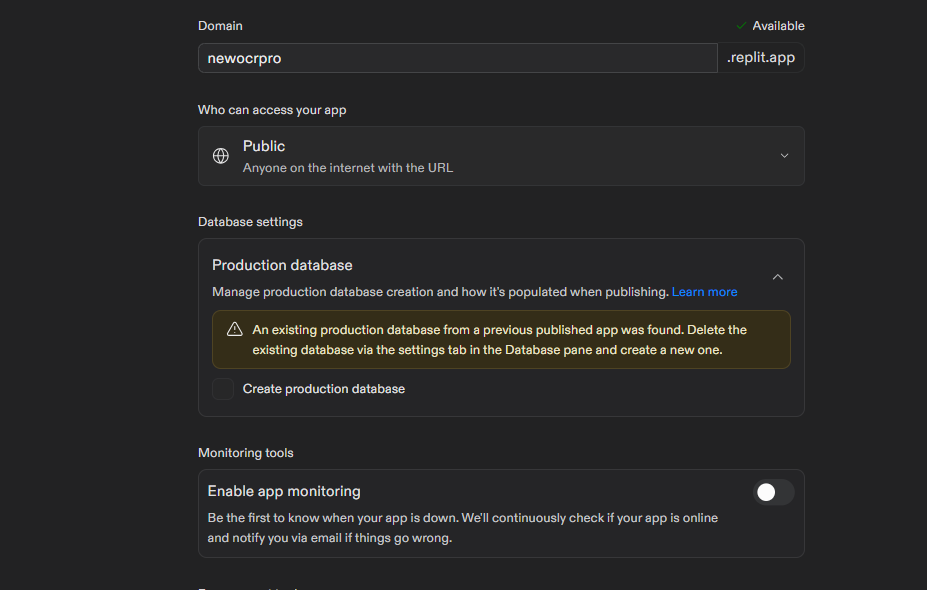 Domain
Available
newocrpro
.replit.app
Who can access your app
Public
Anyone on the internet with the URL
Database settings
Production database
Manage production database creation and how it's populated when publishing. Learn more
An existing production database from a previous published app was found. Delete the
existing database via the settings tab in the Database pane and create a new one.
Create production database
Monitoring tools
Enable app monitoring
Be the first to know when your app is down. We'll continuously check if your app is online
and notify you via email if things go wrong.